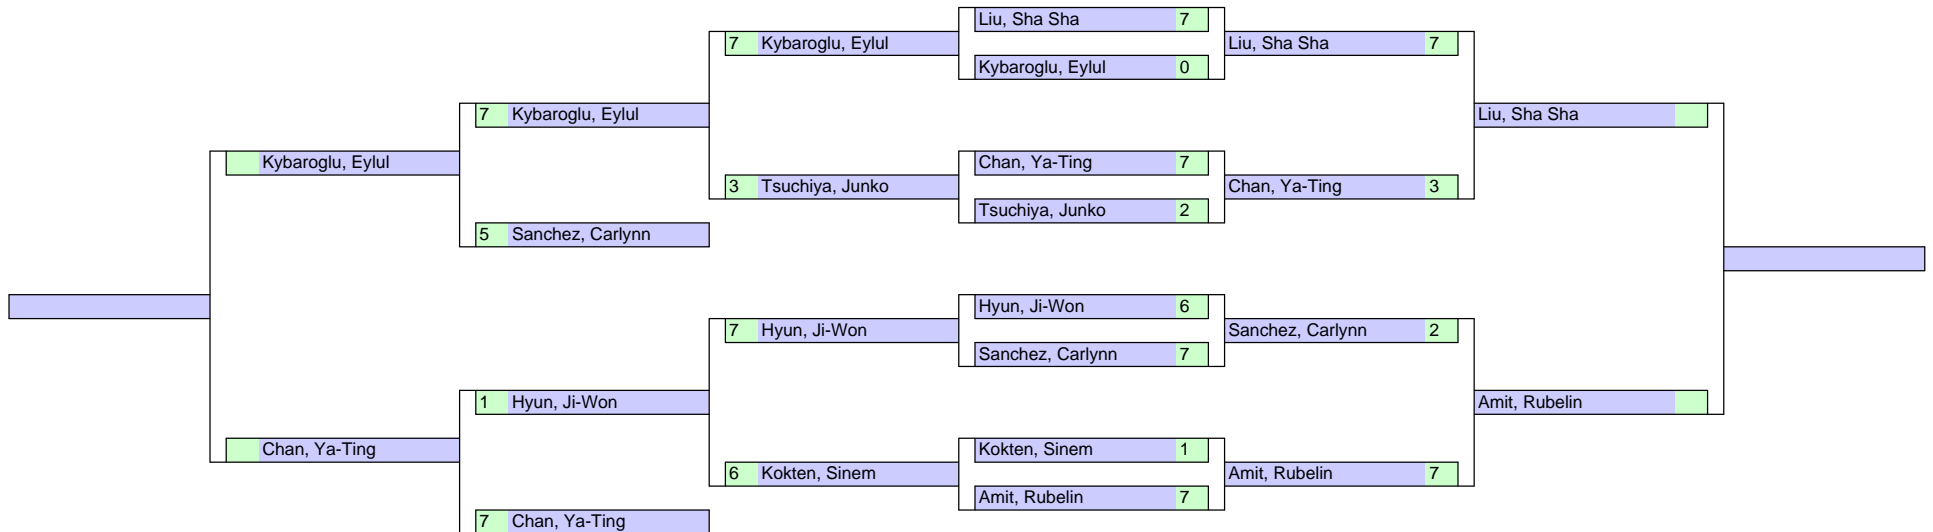 Liu, Sha Sha 7
7 Kybaroglu, Eylul Liu, Sha Sha 7
Kybaroglu, Eylul 0
7 Kybaroglu, Eylul Liu, Sha Sha
Kybaroglu, Eylul Chan, Ya-Ting 7
3 Tsuchiya, Junko Chan, Ya-Ting 3
Tsuchiya, Junko 2
5 Sanchez, Carlynn
Hyun, Ji-Won 6
7 Hyun, Ji-Won Sanchez, Carlynn 2
Sanchez, Carlynn 7
1 Hyun, Ji-Won Amit, Rubelin
Chan, Ya-Ting Kokten, Sinem 1
6 Kokten, Sinem Amit, Rubelin 7
Amit, Rubelin 7
7 Chan, Ya-Ting